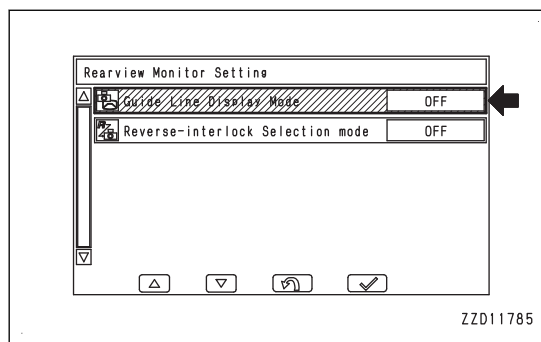 Rearview Monitor Setting
Guide Line Display Mode OFF
Reverse-interlock Selection mode OFF
ZZD11785